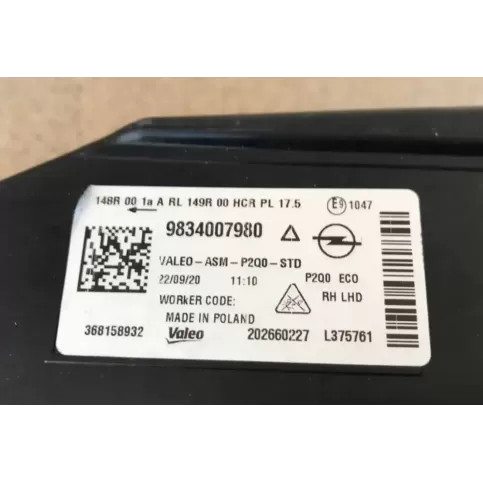 148R 00 1a A RL 149R 00 HCR PL 17.5 E9 1047
9834007980
VALEO-ASM-P2Q0-STD
22/09/20 11:10 P2Q0 ECO
WORKER CODE: RH LHD
MADE IN POLAND
368158932 Valeo 202660227 L375761